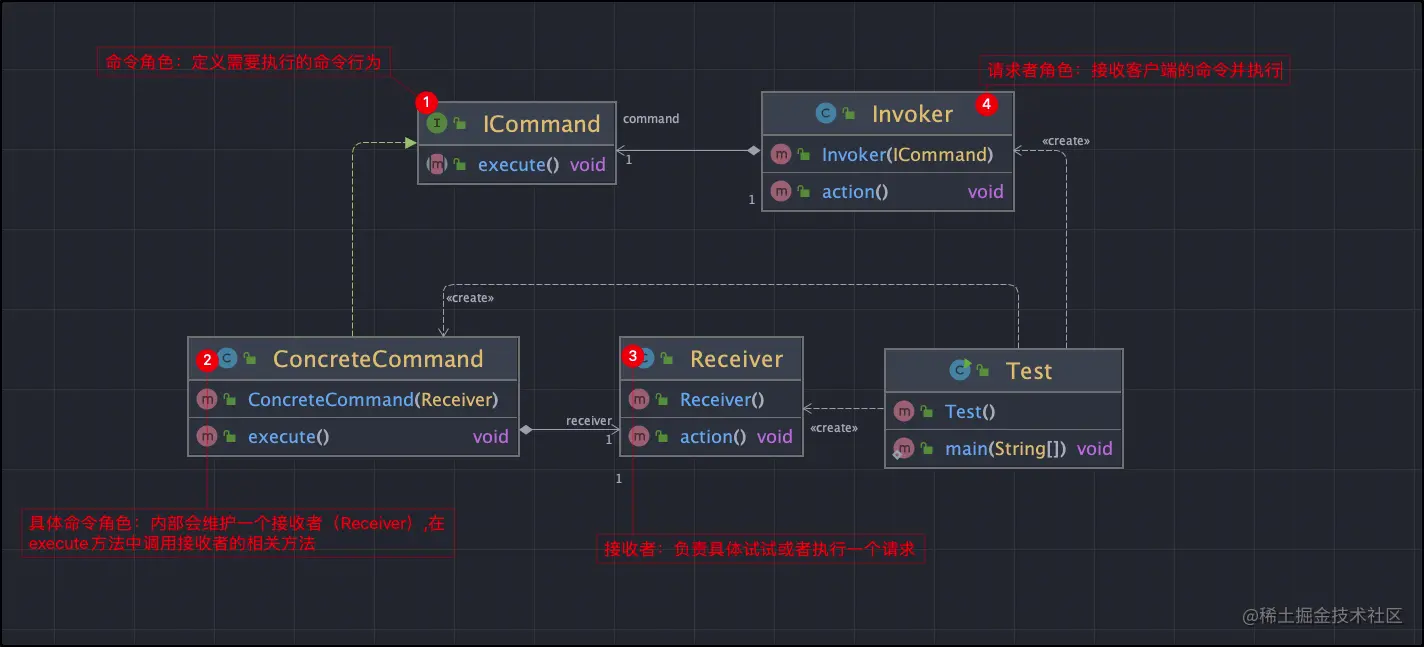 命令角色：定义需要执行的命令行为
请求者角色：接收客户端的命令并执行
1
I ICommand
m execute() void
command
1
1
4
C Invoker
m Invoker(ICommand)
m action() void
«create»
«create»
2
C ConcreteCommand
m ConcreteCommand(Receiver)
m execute() void
receiver
1
1
3
C Receiver
m Receiver()
m action() void
«create»
C Test
m Test()
m main(String[]) void
具体命令角色：内部会维护一个接收者（Receiver）,在
execute方法中调用接收者的相关方法
接收者：负责具体试试或者执行一个请求
@稀土掘金技术社区